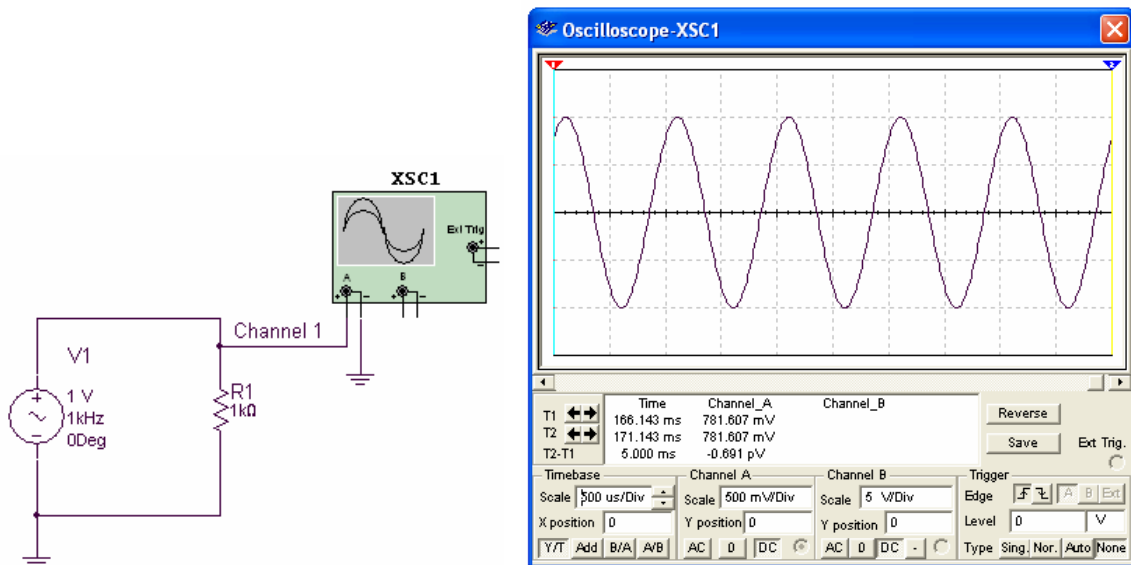 XSC1
Ext Trig
+
-
A
B
+ - + -
Channel 1
V1
1 V
1kHz
0Deg
+
-
R1
1kΩ
Oscilloscope-XSC1
1
2
Time Channel_A Channel_B
T1 166.143 ms 781.607 mV
T2 171.143 ms 781.607 mV
T2-T1 5.000 ms -0.691 pV
Reverse
Save
Ext Trig.
Timebase
Scale 500 us/Div
X position 0
Y/T Add B/A A/B
Channel A
Scale 500 mV/Div
Y position 0
AC 0 DC
Channel B
Scale 5 V/Div
Y position 0
AC 0 DC -
Trigger
Edge A B Ext
Level 0 V
Type Sing. Nor. Auto None